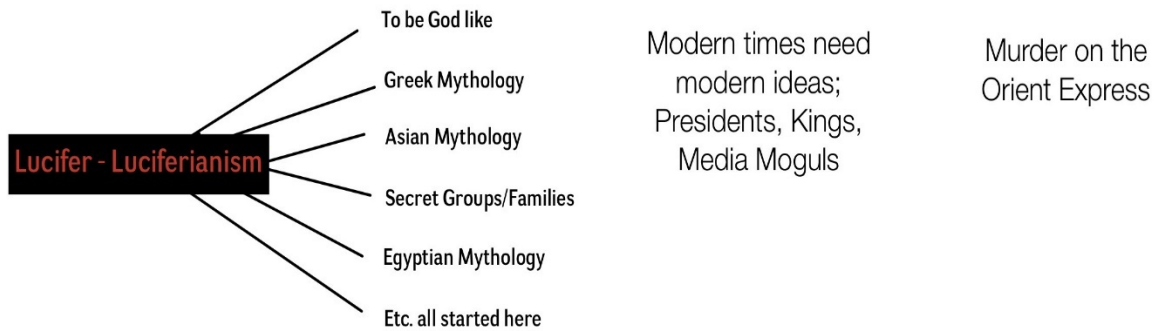 Lucifer - Luciferianism
To be God like
Greek Mythology
Asian Mythology
Secret Groups/Families
Egyptian Mythology
Etc. all started here
Modern times need
modern ideas;
Presidents, Kings,
Media Moguls
Murder on the
Orient Express